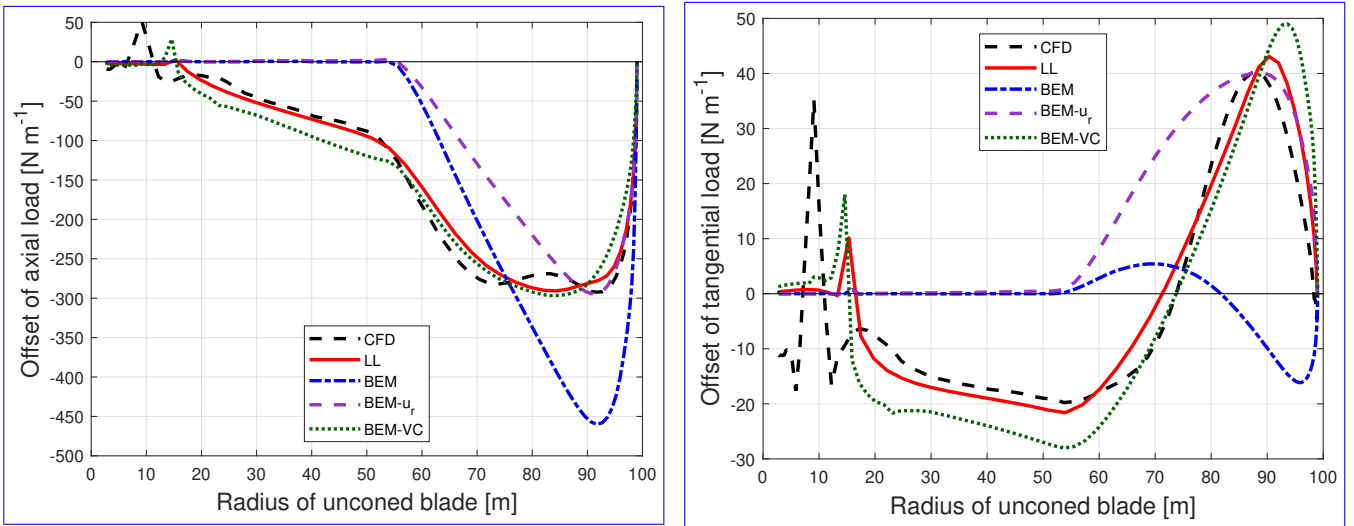 50
0
-50
-100
-150
-200
-250
-300
-350
-400
-450
-500
Offset of axial load [N m⁻¹]
CFD
LL
BEM
BEM-uᵣ
BEM-VC
0 10 20 30 40 50 60 70 80 90 100
Radius of unconed blade [m]
50
40
30
20
10
0
-10
-20
-30
Offset of tangential load [N m⁻¹]
CFD
LL
BEM
BEM-uᵣ
BEM-VC
0 10 20 30 40 50 60 70 80 90 100
Radius of unconed blade [m]